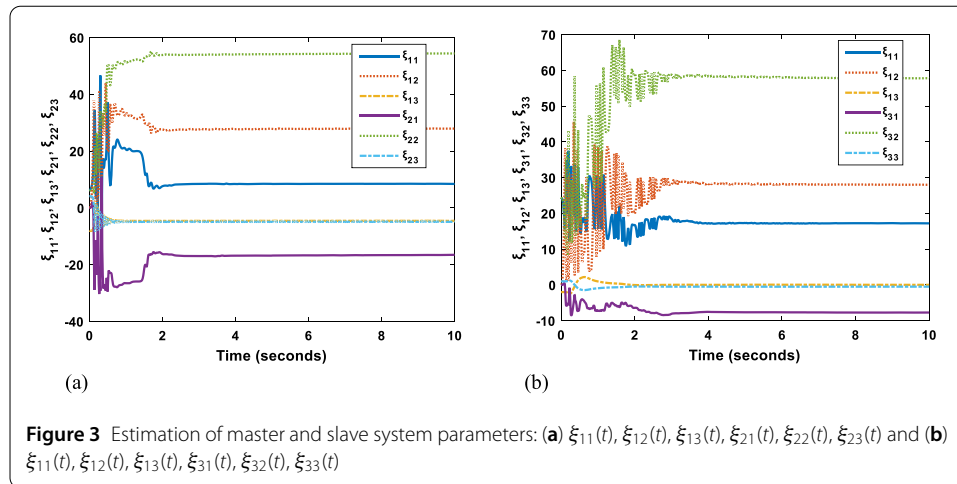 60
40
20
0
-20
-40
0 2 4 6 8 10
ξ11, ξ12, ξ13, ξ21, ξ22, ξ23
Time (seconds)
ξ11
ξ12
ξ13
ξ21
ξ22
ξ23
(a)
70
60
50
40
30
20
10
0
-10
0 2 4 6 8 10
ξ11, ξ12, ξ13, ξ31, ξ32, ξ33
Time (seconds)
ξ11
ξ12
ξ13
ξ31
ξ32
ξ33
(b)
Figure 3 Estimation of master and slave system parameters: (a) ξ11(t), ξ12(t), ξ13(t), ξ21(t), ξ22(t), ξ23(t) and (b)
ξ11(t), ξ12(t), ξ13(t), ξ31(t), ξ32(t), ξ33(t)